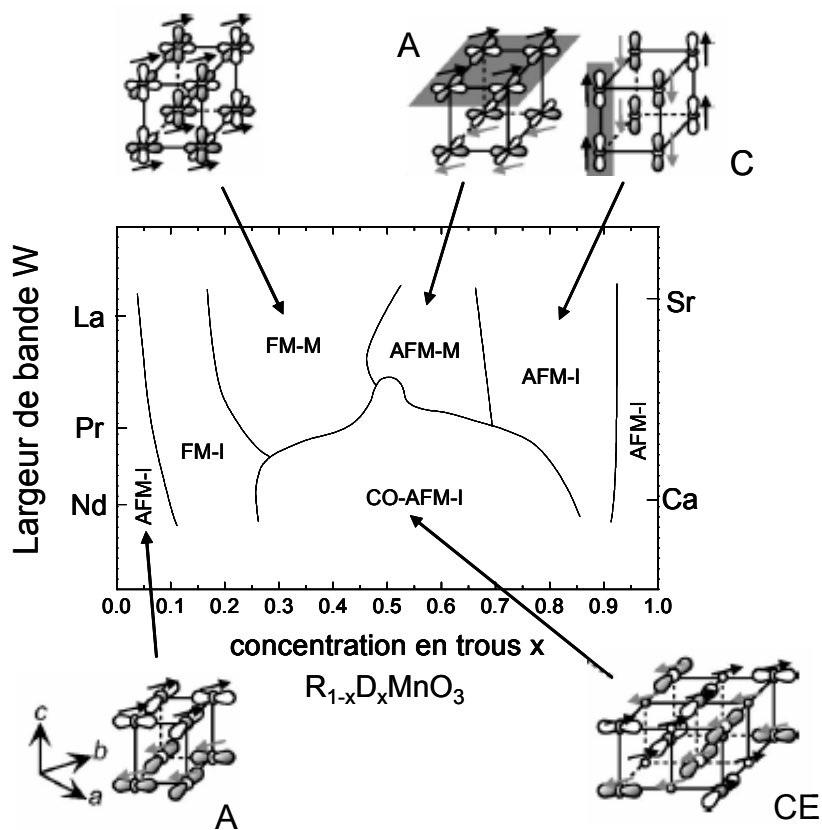 A
C
Largeur de bande W
La
Pr
Nd
Sr
Ca
FM-M
AFM-M
AFM-I
AFM-I
FM-I
AFM-I
CO-AFM-I
0.0 0.1 0.2 0.3 0.4 0.5 0.6 0.7 0.8 0.9 1.0
concentration en trous x
R1-xDxMnO3
c
b
a
A
CE